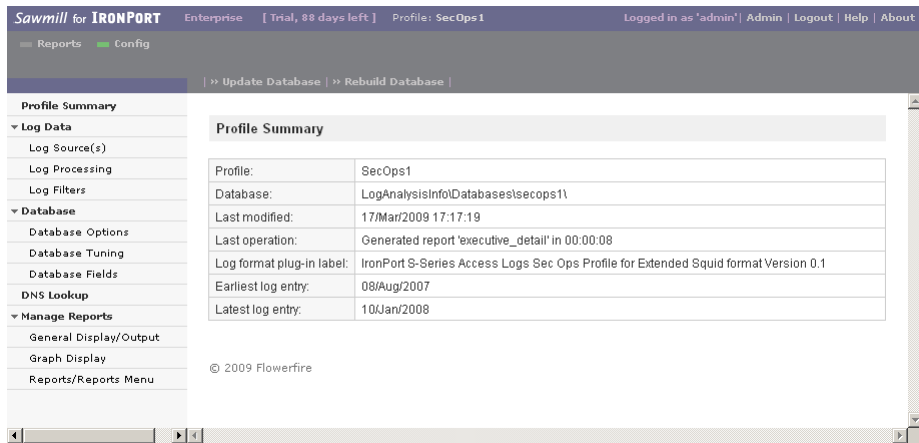 Sawmill for IRONPORT Enterprise [ Trial, 88 days left ] Profile: SecOps1 Logged in as 'admin' | Admin | Logout | Help | About
Reports Config
| » Update Database | » Rebuild Database |
Profile Summary
Log Data
Log Source(s)
Log Processing
Log Filters
Database
Database Options
Database Tuning
Database Fields
DNS Lookup
Manage Reports
General Display/Output
Graph Display
Reports/Reports Menu
Profile Summary
Profile: SecOps1
Database: LogAnalysisInfo\Databases\secops1\
Last modified: 17/Mar/2009 17:17:19
Last operation: Generated report 'executive_detail' in 00:00:08
Log format plug-in label: IronPort S-Series Access Logs Sec Ops Profile for Extended Squid format Version 0.1
Earliest log entry: 08/Aug/2007
Latest log entry: 10/Jan/2008
© 2009 Flowerfire